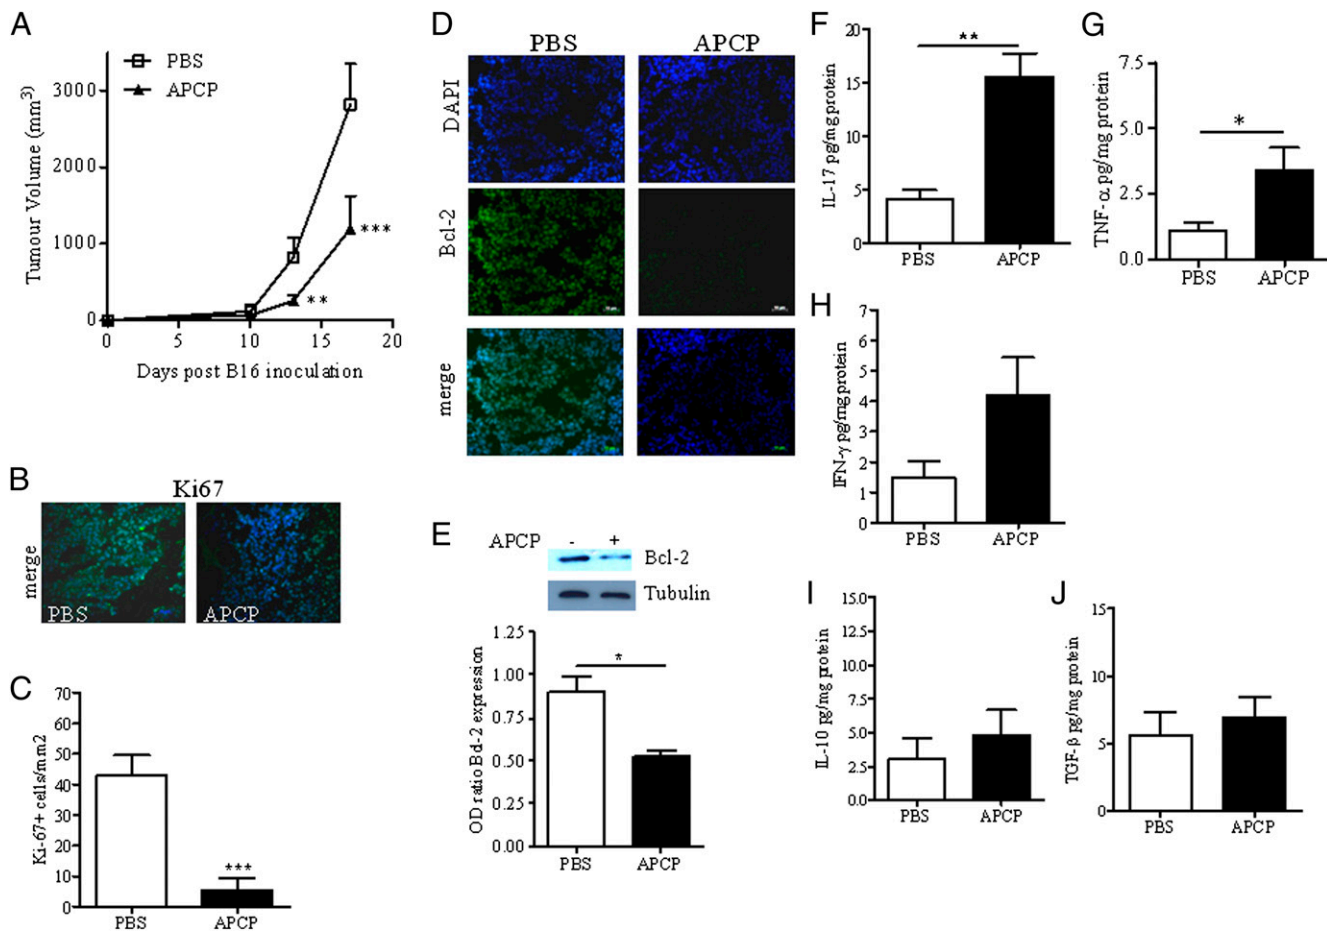 A
PBS
APCP
Tumour Volume (mm³)
3000
2000
1000
0
***
**
0 5 10 15 20
Days post B16 inoculation
B
Ki67
merge
PBS
APCP
C
Ki-67+ cells/mm2
70
60
50
40
30
20
10
0
***
PBS APCP
D
PBS APCP
DAPI
Bcl-2
merge
E
APCP - +
Bcl-2
Tubulin
OD ratio Bcl-2 expression
1.25
1.00
0.75
0.50
0.25
0.00
*
PBS APCP
F
IL-17 pg/mg protein
20
15
10
5
0
**
PBS APCP
G
TNF-α pg/mg protein
7.5
5.0
2.5
0.0
*
PBS APCP
H
IFN-γ pg/mg protein
7
6
5
4
3
2
1
0
PBS APCP
I
IL-10 pg/mg protein
15.0
12.5
10.0
7.5
5.0
2.5
0.0
PBS APCP
J
TGF-β pg/mg protein
15
10
5
0
PBS APCP